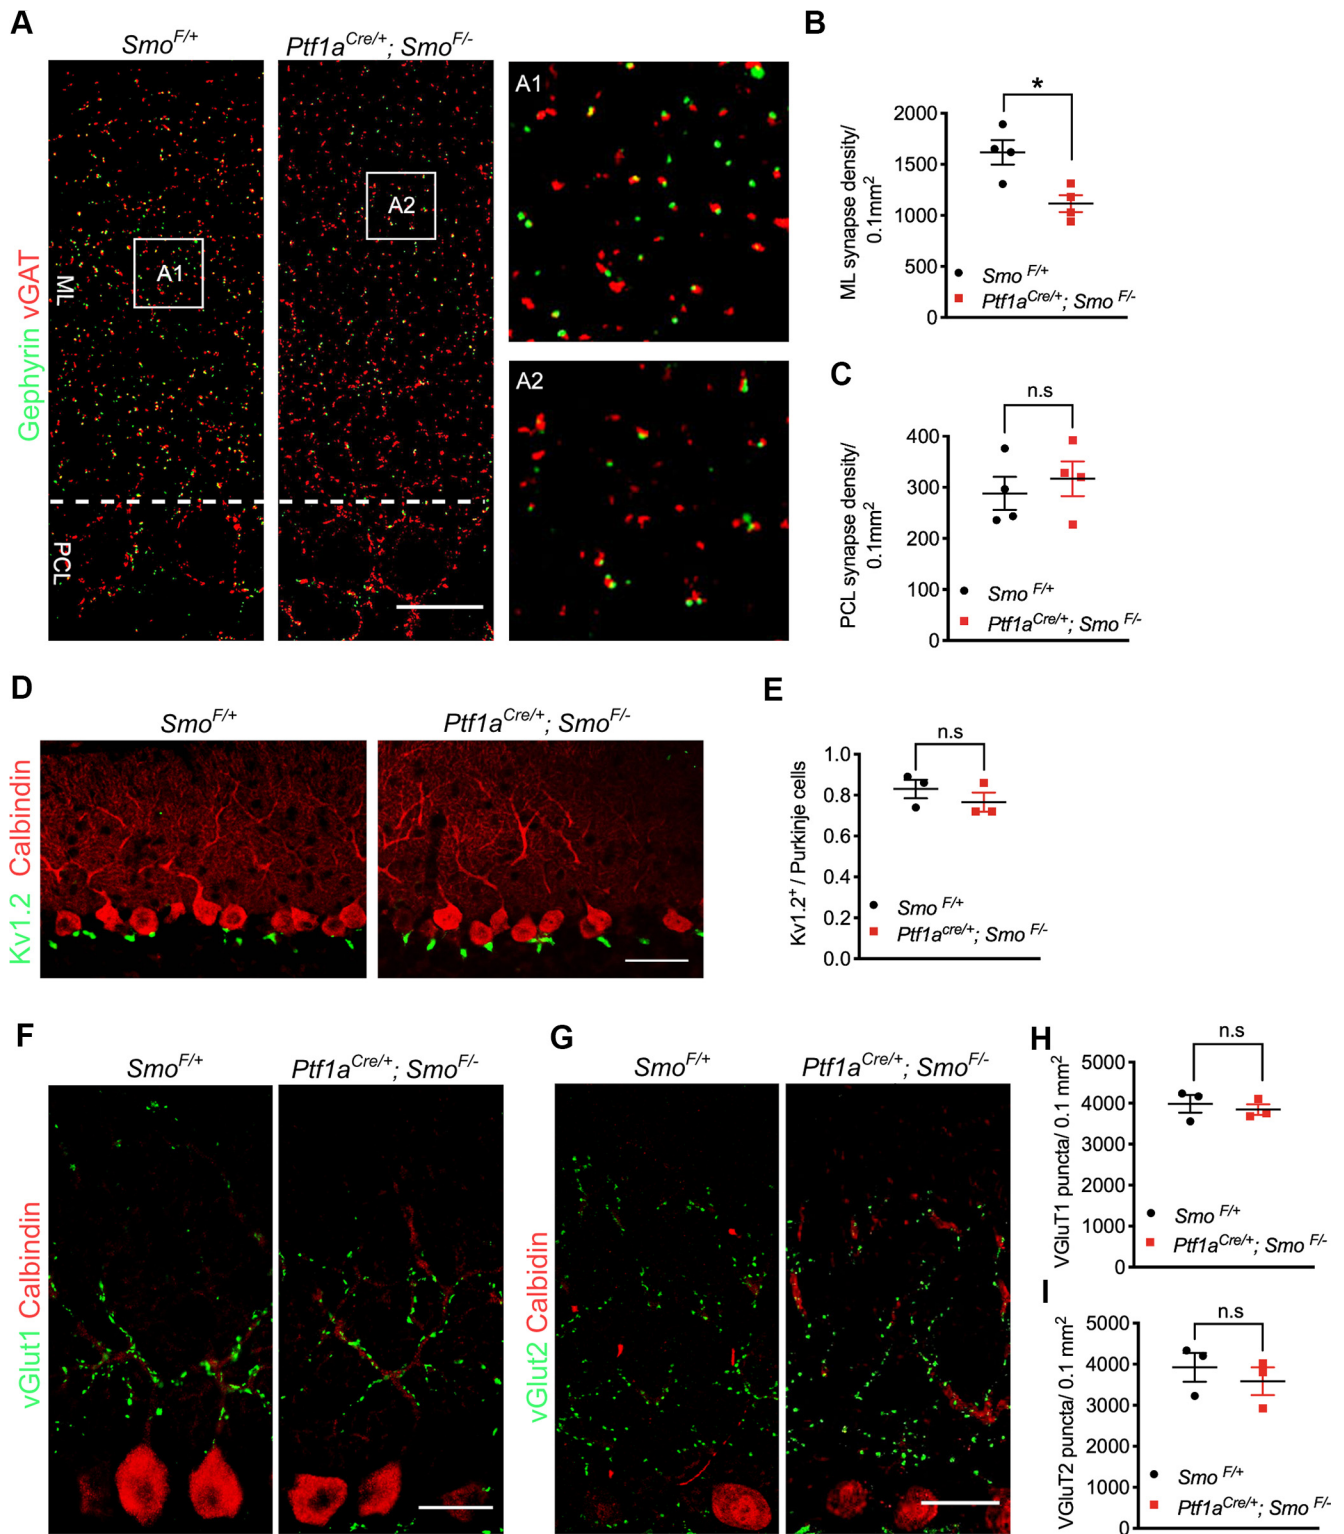 A
Smo^F/+
Ptf1a^Cre/+; Smo^F/-
Gephyrin vGAT
ML
PCL
A1
A2
A1
A2
B
ML synapse density/
0.1mm²
2000
1500
1000
500
0
*
Smo ^F/+
Ptf1a^Cre/+; Smo ^F/-
C
PCL synapse density/
0.1mm²
400
300
200
100
0
n.s
Smo ^F/+
Ptf1a^Cre/+; Smo ^F/-
D
Smo^F/+
Ptf1a^Cre/+; Smo^F/-
Kv1.2 Calbindin
E
Kv1.2⁺ / Purkinje cells
1.0
0.8
0.6
0.4
0.2
0.0
n.s
Smo ^F/+
Ptf1a^cre/+; Smo ^F/-
F
Smo^F/+
Ptf1a^Cre/+; Smo^F/-
vGlut1 Calbindin
G
Smo^F/+
Ptf1a^Cre/+; Smo^F/-
vGlut2 Calbidin
H
VGluT1 puncta/ 0.1 mm²
5000
4000
3000
2000
1000
0
n.s
Smo ^F/+
Ptf1a^Cre/+; Smo ^F/-
I
VGluT2 puncta/ 0.1 mm²
5000
4000
3000
2000
1000
0
n.s
Smo ^F/+
Ptf1a^Cre/+; Smo ^F/-